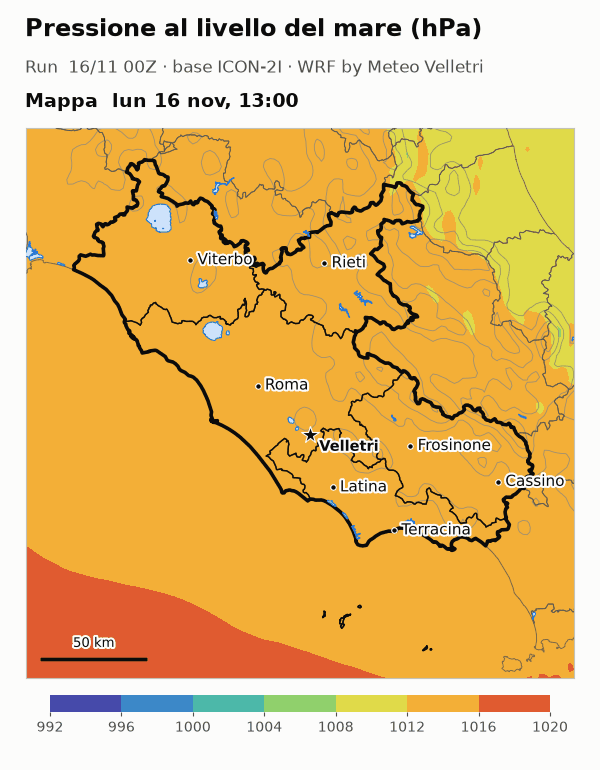 Pressione al livello del mare (hPa)
Run 16/11 00Z · base ICON-2I · WRF by Meteo Velletri
Mappa lun 16 nov, 13:00
Viterbo
Rieti
Roma
Velletri
Frosinone
Cassino
Latina
Terracina
50 km
992 996 1000 1004 1008 1012 1016 1020